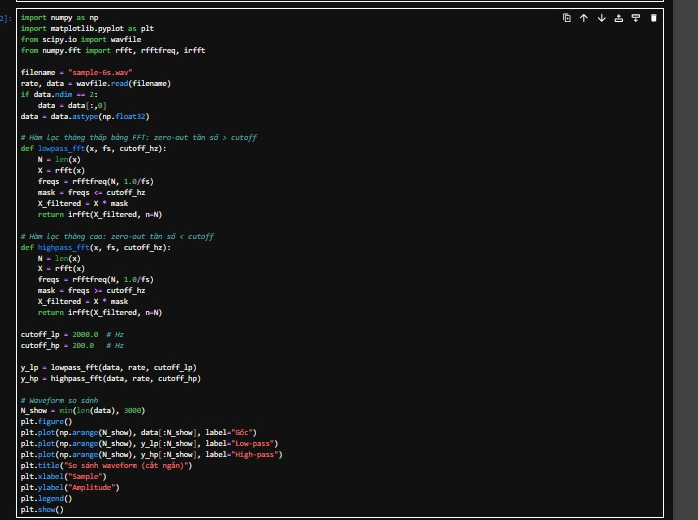 2]:
import numpy as np
import matplotlib.pyplot as plt
from scipy.io import wavfile
from numpy.fft import rfft, rfftfreq, irfft
filename = "sample-6s.wav"
rate, data = wavfile.read(filename)
if data.ndim == 2:
    data = data[:,0]
data = data.astype(np.float32)
# Hàm lọc thông thấp bằng FFT: zero-out tần số > cutoff
def lowpass_fft(x, fs, cutoff_hz):
    N = len(x)
    X = rfft(x)
    freqs = rfftfreq(N, 1.0/fs)
    mask = freqs <= cutoff_hz
    X_filtered = X * mask
    return irfft(X_filtered, n=N)
# Hàm lọc thông cao: zero-out tần số < cutoff
def highpass_fft(x, fs, cutoff_hz):
    N = len(x)
    X = rfft(x)
    freqs = rfftfreq(N, 1.0/fs)
    mask = freqs >= cutoff_hz
    X_filtered = X * mask
    return irfft(X_filtered, n=N)
cutoff_lp = 2000.0  # Hz
cutoff_hp = 200.0   # Hz
y_lp = lowpass_fft(data, rate, cutoff_lp)
y_hp = highpass_fft(data, rate, cutoff_hp)
# Waveform so sánh
N_show = min(len(data), 3000)
plt.figure()
plt.plot(np.arange(N_show), data[:N_show], label="Gốc")
plt.plot(np.arange(N_show), y_lp[:N_show], label="Low-pass")
plt.plot(np.arange(N_show), y_hp[:N_show], label="High-pass")
plt.title("So sánh waveform (cắt ngắn)")
plt.xlabel("Sample")
plt.ylabel("Amplitude")
plt.legend()
plt.show()